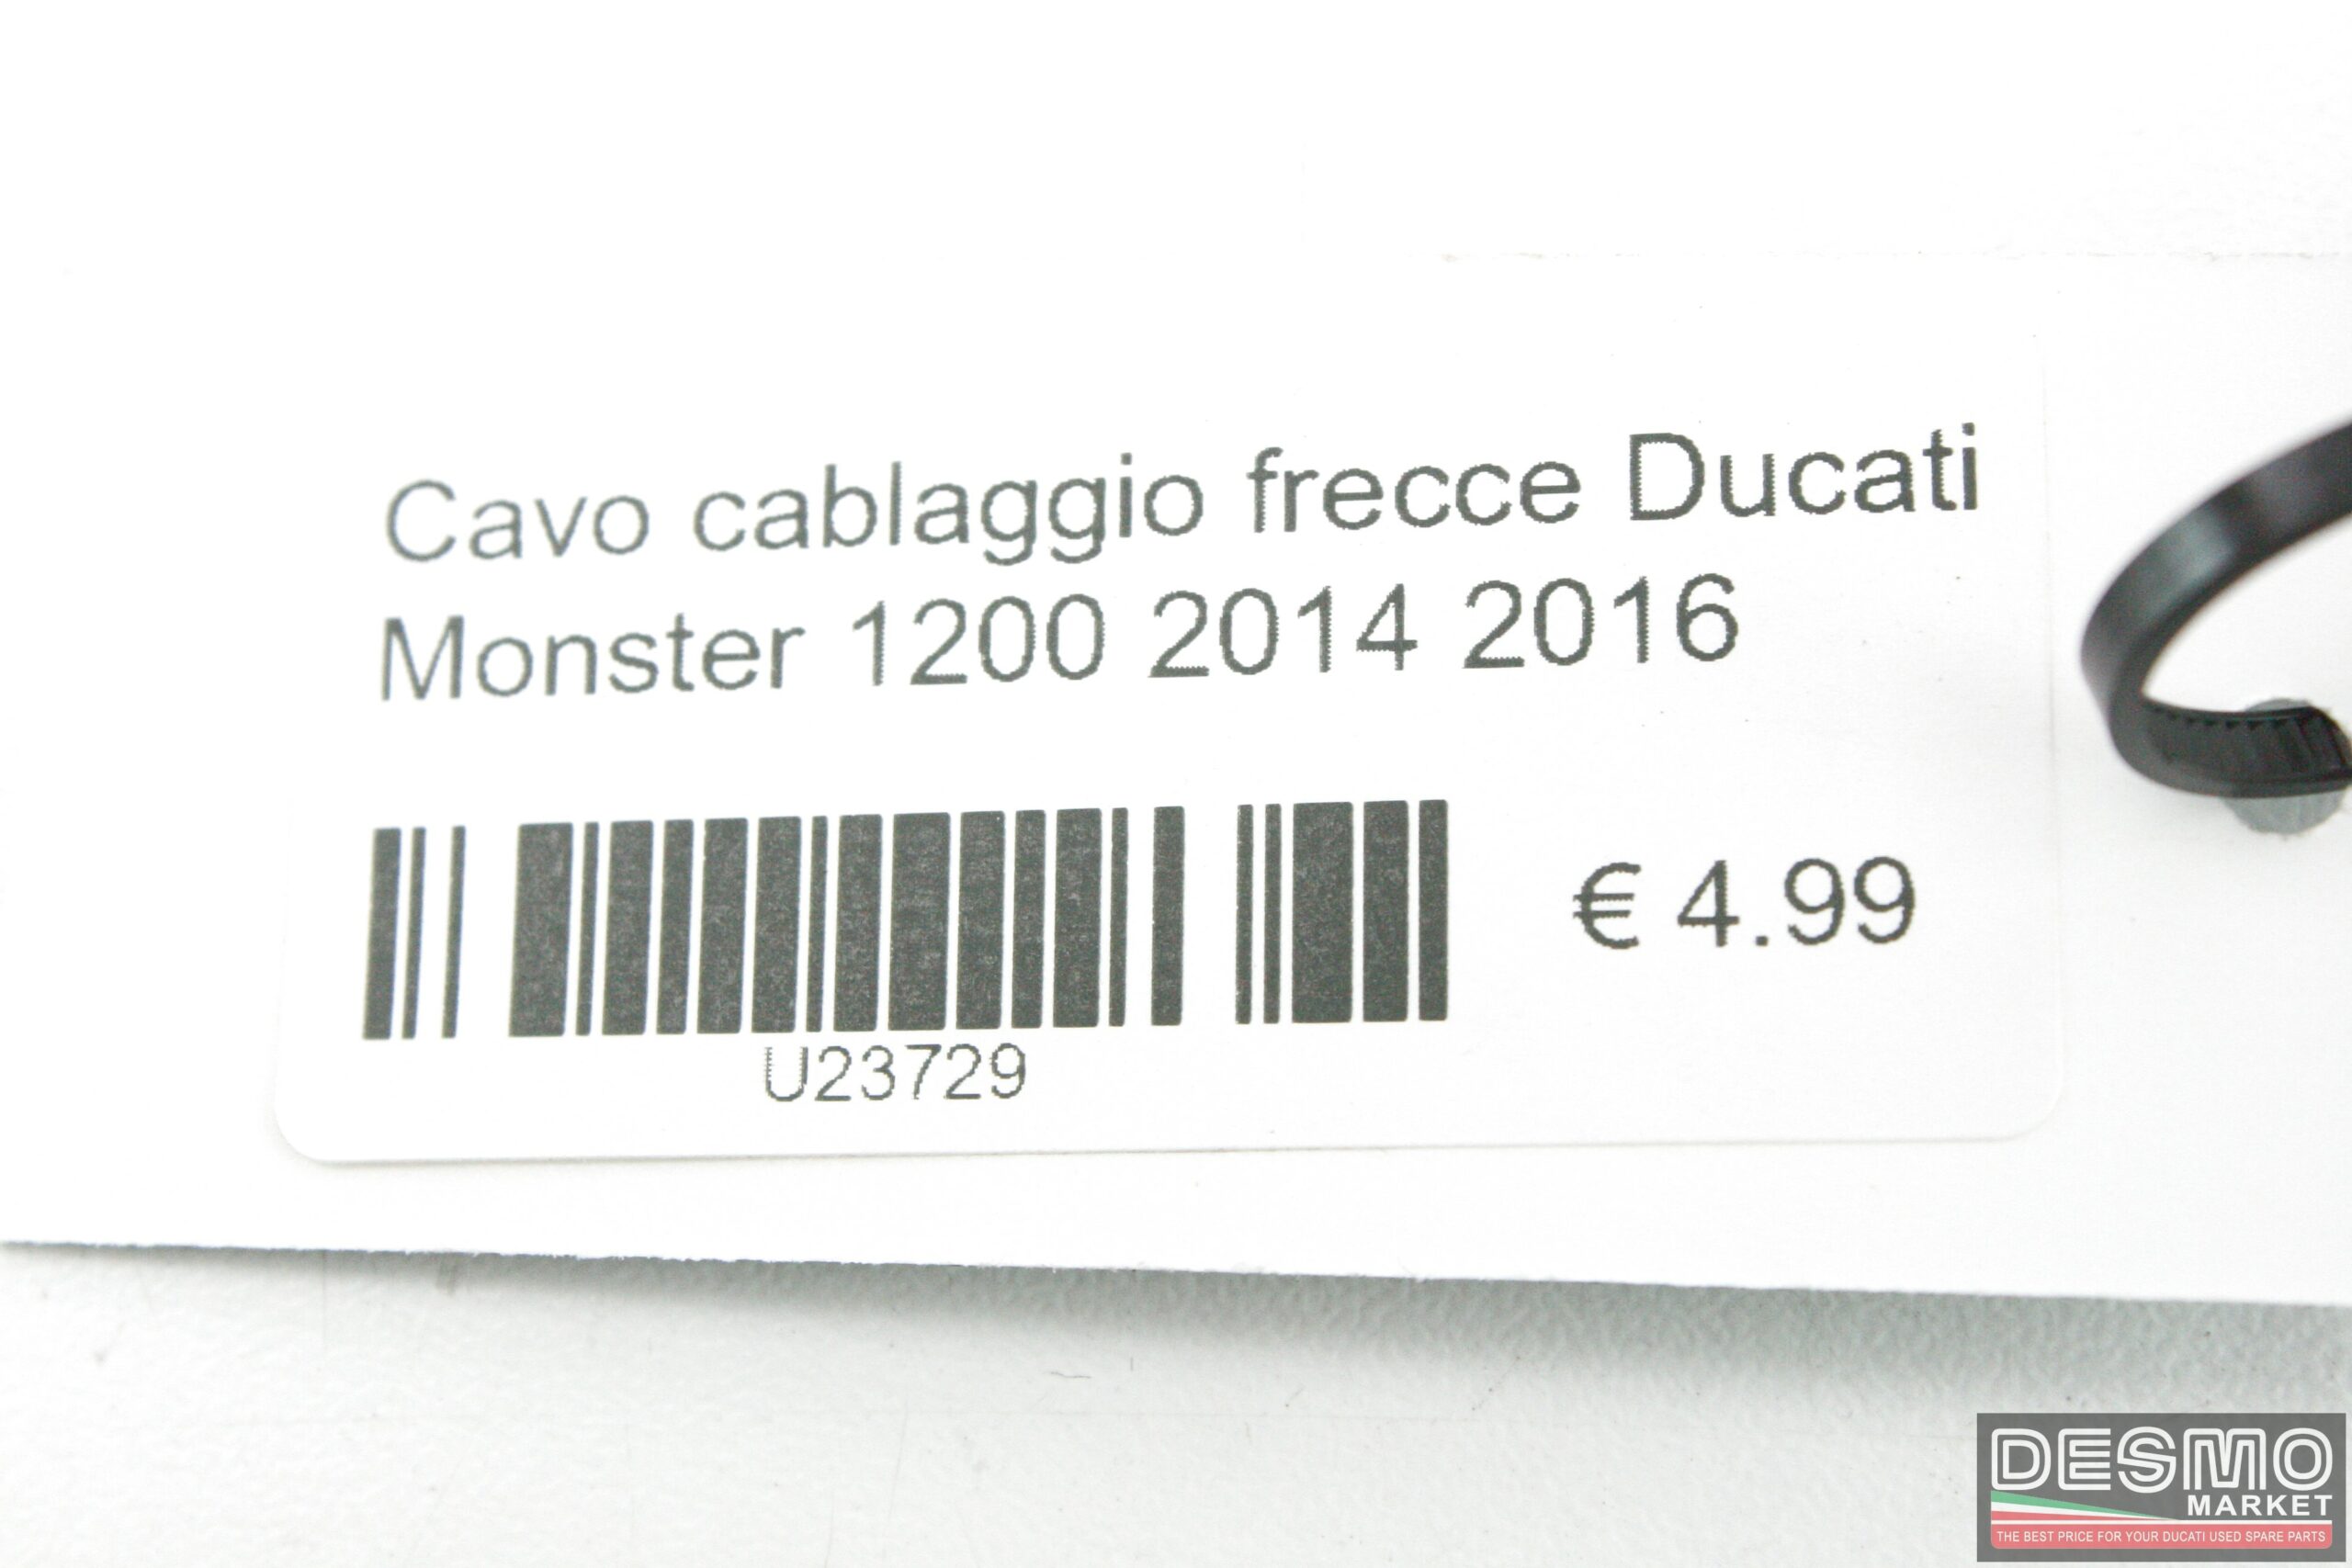 Cavo cablaggio frecce Ducati
Monster 1200 2014 2016
€ 4.99
U23729
DESMO
MARKET
THE BEST PRICE FOR YOUR DUCATI USED SPARE PARTS